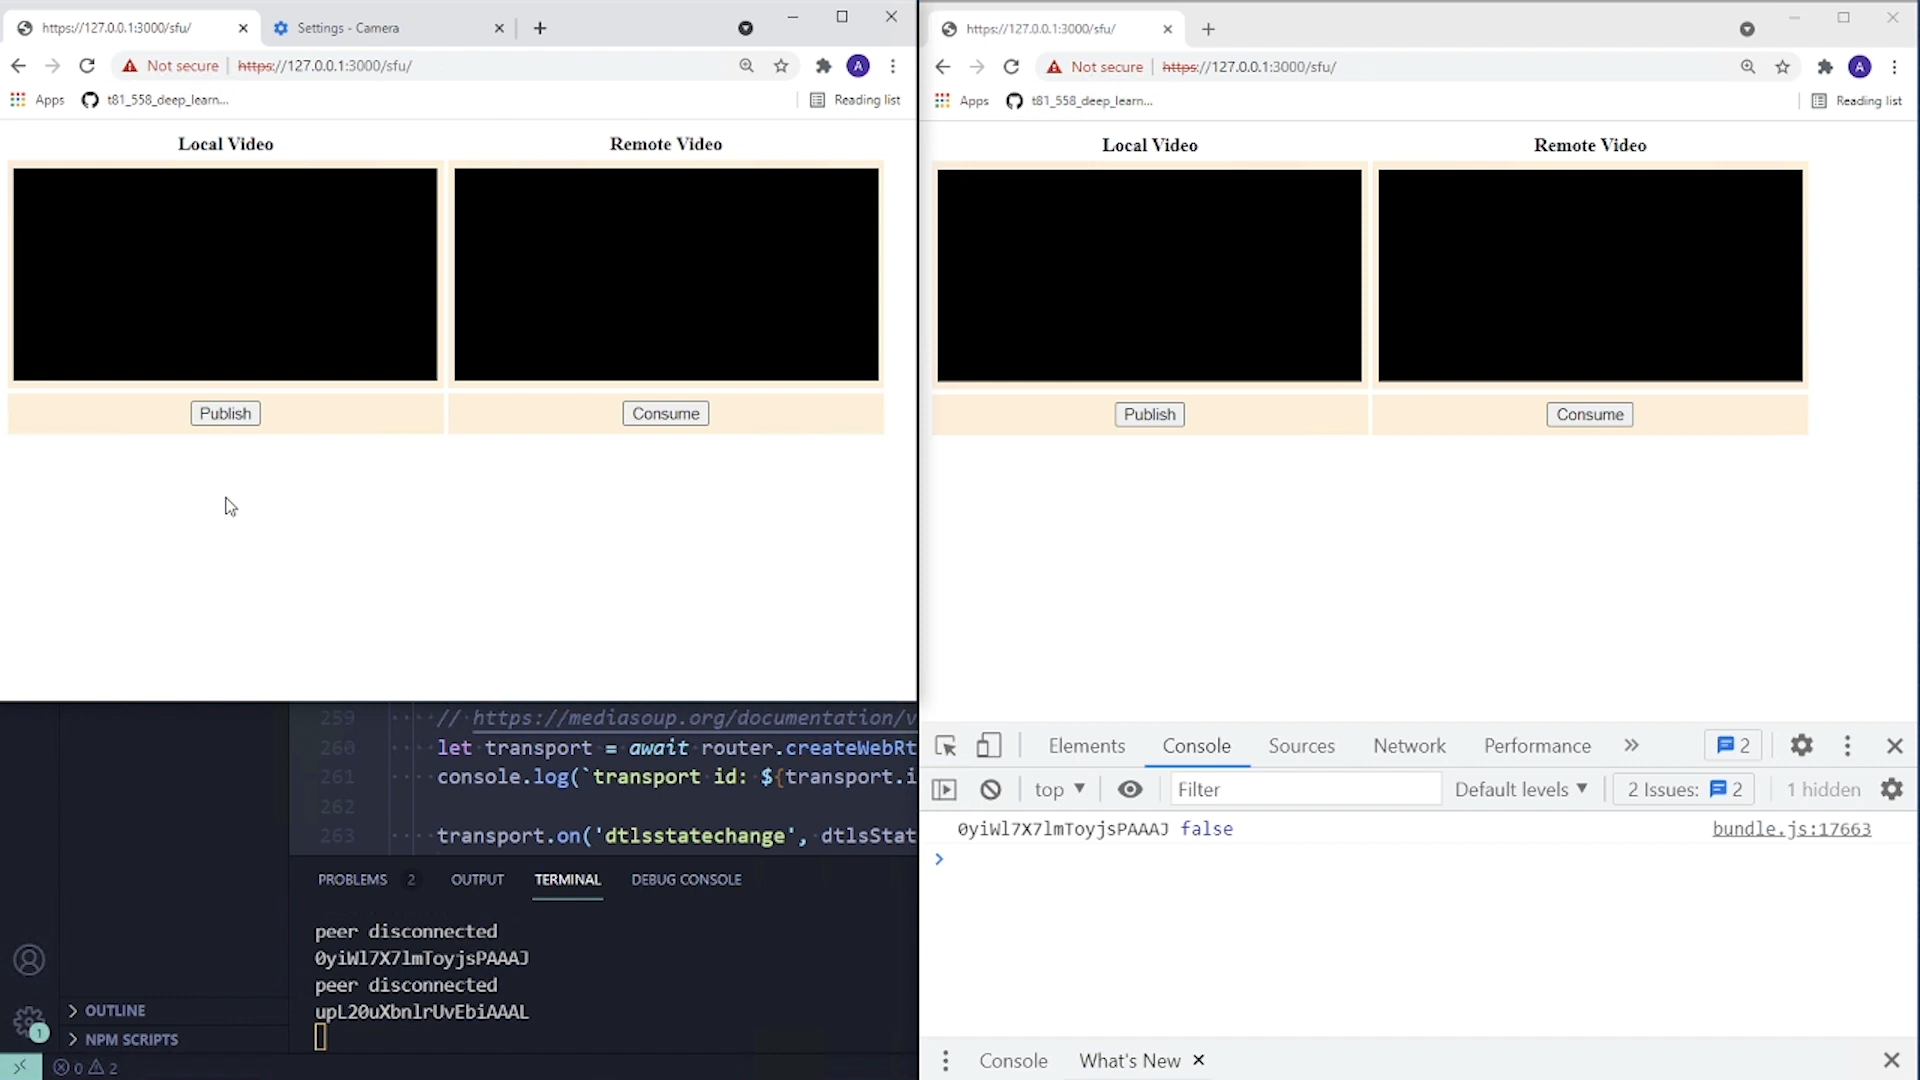 https://127.0.0.1:3000/sfu/
Settings - Camera
Not secure
https://127.0.0.1:3000/sfu/
A
Apps
t81_558_deep_learn...
Reading list
Local Video
Remote Video
Publish
Consume
https://127.0.0.1:3000/sfu/
Not secure
https://127.0.0.1:3000/sfu/
A
Apps
t81_558_deep_learn...
Reading list
Local Video
Remote Video
Publish
Consume
259 // https://mediasoup.org/documentation/v
260 let transport = await router.createWebRt
261 console.log(`transport id: ${transport.i
262
263 transport.on('dtlsstatechange', dtlsStat
PROBLEMS 2 OUTPUT TERMINAL DEBUG CONSOLE
peer disconnected
0yiWl7X7lmToyjsPAAAJ
peer disconnected
upL20uXbnlrUvEbiAAAL
1
OUTLINE
NPM SCRIPTS
0 2
Elements Console Sources Network Performance 2
top Filter Default levels 2 Issues: 2 1 hidden
0yiWl7X7lmToyjsPAAAJ false bundle.js:17663
Console What's New